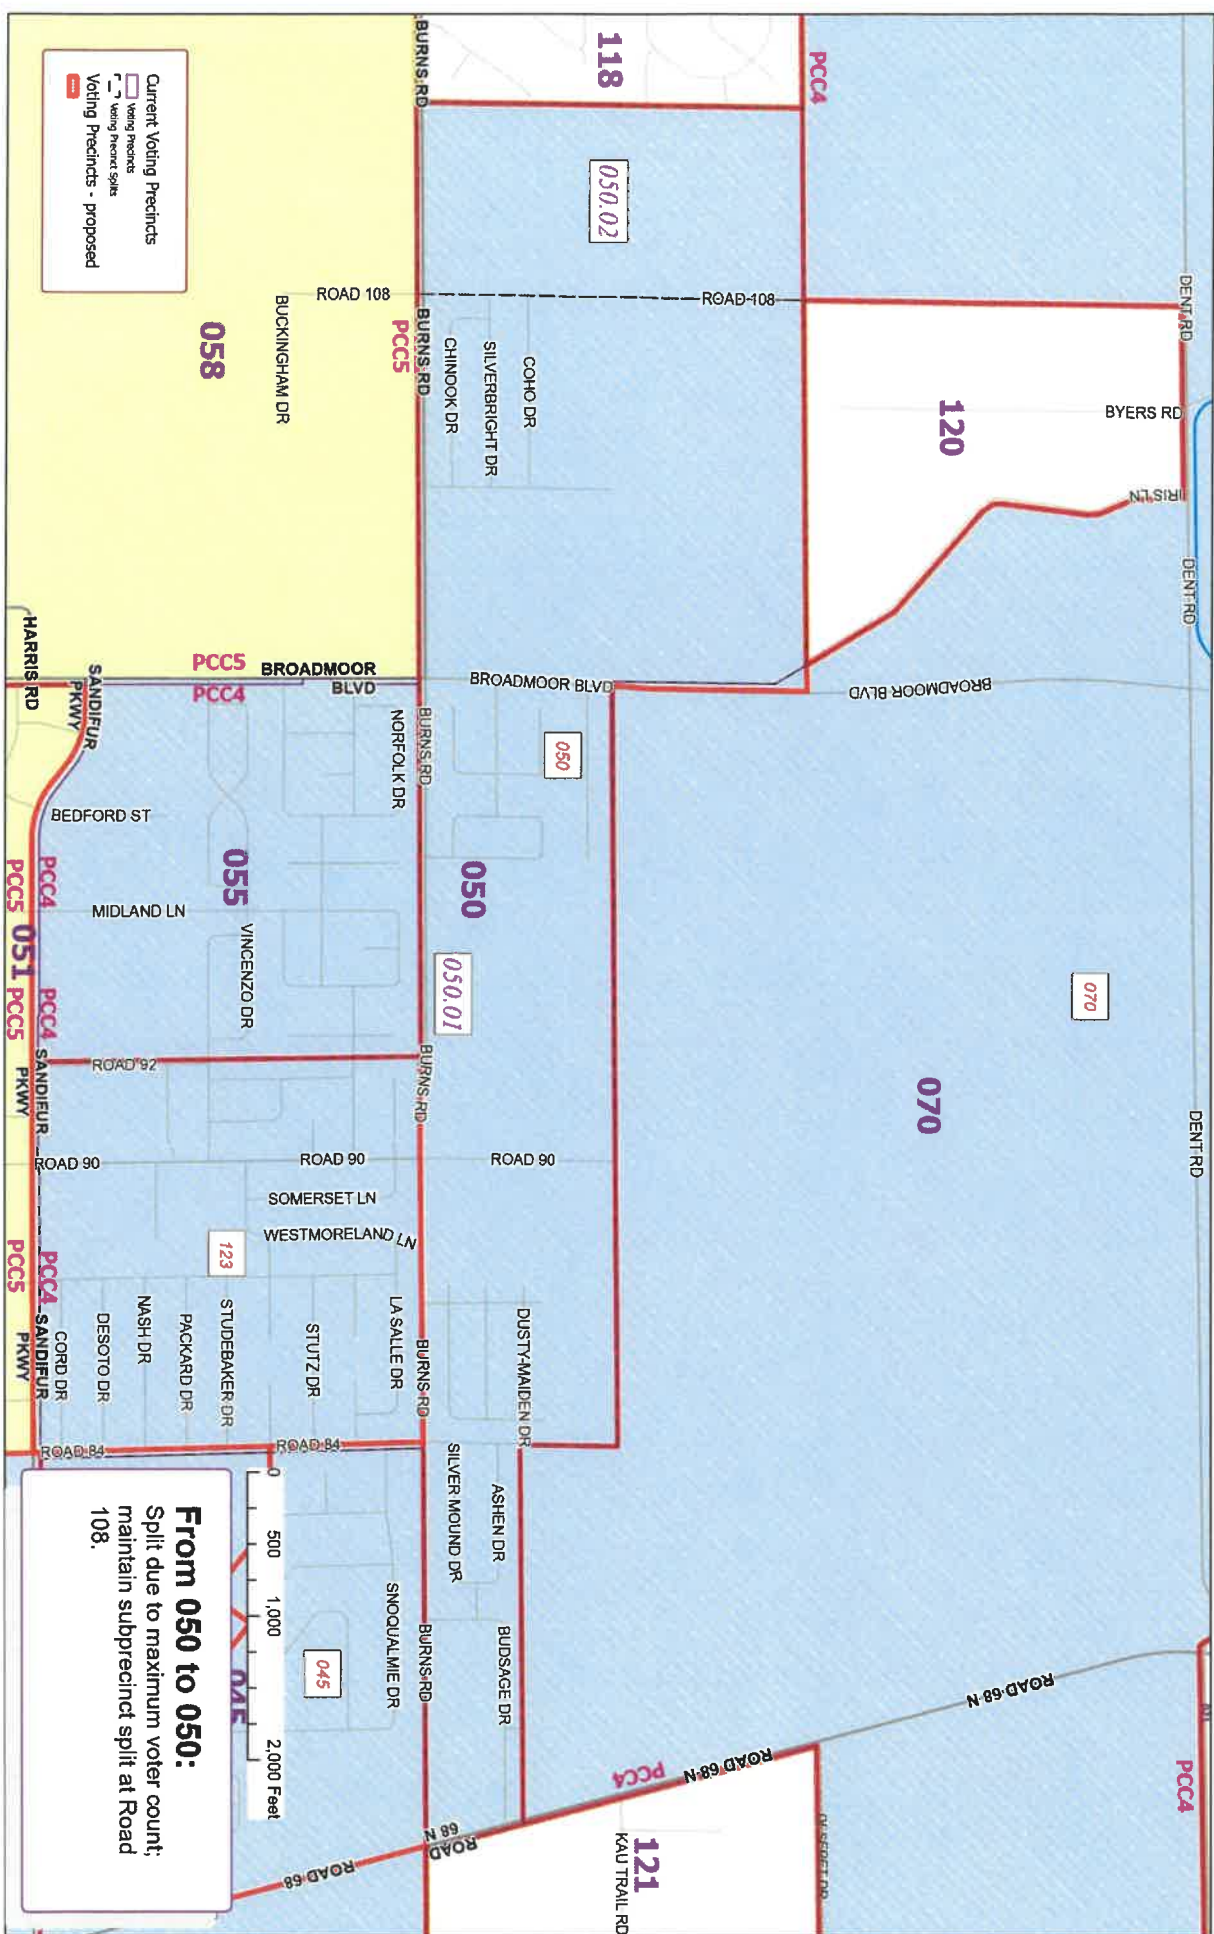 118
PCC4
BURNS RD
050.02
DENT RD
ROAD 108
ROAD 108
BURNS RD
PCC5
BUCKINGHAM DR
058
CHINOOK DR
SILVERBRIGHT DR
COHO DR
120
BYERS RD
IRIS LN
DENT RD
Current Voting Precincts
Voting Precincts
Voting Precinct Splits
Voting Precincts - proposed
HARRIS RD
SANDIFUR
PKWY
PCC5
PCC4
BROADMOOR
BLVD
BROADMOOR BLVD
BROADMOOR BLVD
NORFOLK DR
BURNS RD
050
BEDFORD ST
055
050
PCC4
PCC5
051
MIDLAND LN
VINCENZO DR
050.01
070
070
PCC4
PCC5
SANDIFUR
PKWY
ROAD 92
BURNS RD
DENT RD
ROAD 90
ROAD 90
ROAD 90
SOMERSET LN
WESTMORELAND LN
123
PCC4
PCC5
SANDIFUR
PKWY
CORD DR
DESOTO DR
NASH DR
PACKARD DR
STUDEBAKER DR
STUTZ DR
LA SALLE DR
BURNS RD
DUSTY MAIDEN DR
ROAD 84
ROAD 84
SILVER MOUND DR
ASHEN DR
SNOQUALMIE DR
BURNS RD
BUDSAGE DR
045
045
0 500 1,000 2,000 Feet
From 050 to 050:
Split due to maximum voter count;
maintain subprecinct split at Road
108.
ROAD 68 N
ROAD 68 N
PCC4
PCC4
ROAD
68 N
ROAD 68
121
KAU TRAIL RD